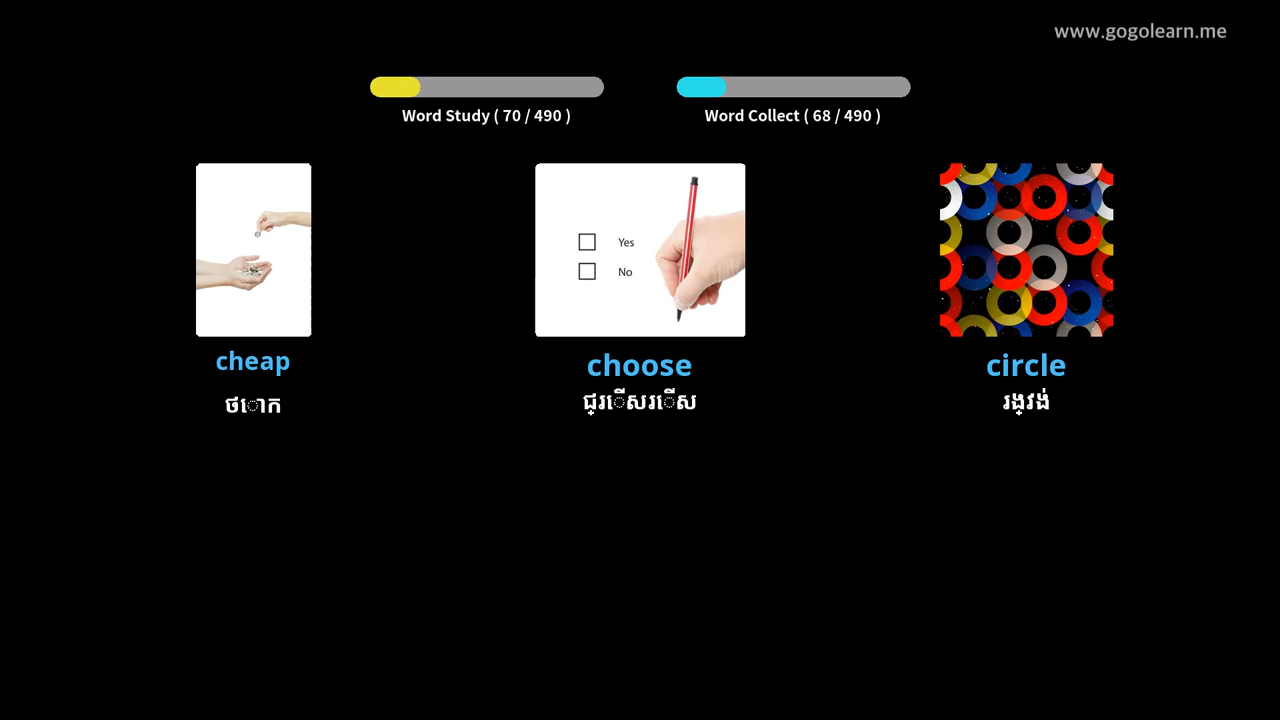 www.gogolearn.me
Word Study ( 70 / 490 )
Word Collect ( 68 / 490 )
Yes
No
cheap
choose
circle
ថោក
ជ្រើសរើស
រង្វង់